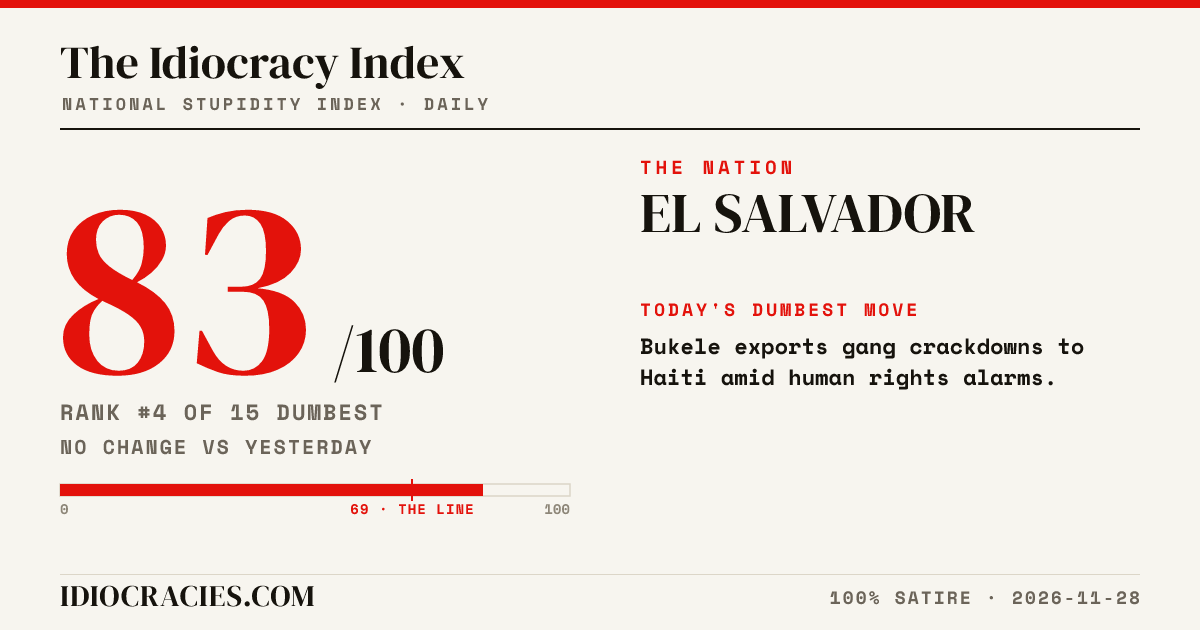 The Idiocracy Index
NATIONAL STUPIDITY INDEX · DAILY
83 /100
RANK #4 OF 15 DUMBEST
NO CHANGE VS YESTERDAY
0
69 · THE LINE
100
THE NATION
EL SALVADOR
TODAY'S DUMBEST MOVE
Bukele exports gang crackdowns to
Haiti amid human rights alarms.
IDIOCRACIES.COM
100% SATIRE · 2026-11-28